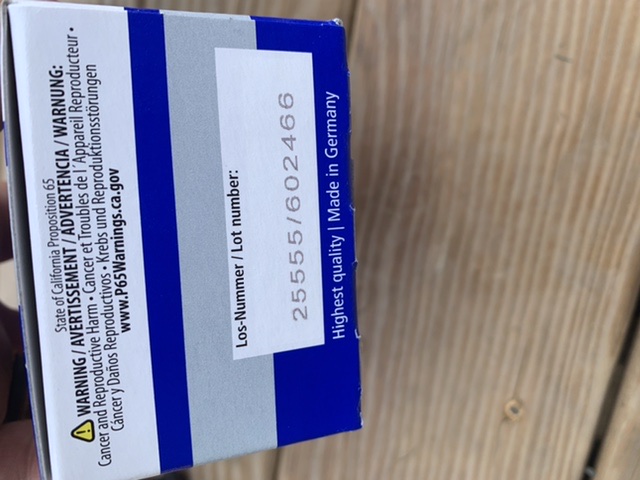 State of California Proposition 65
WARNING / AVERTISSEMENT / ADVERTENCIA / WARNUNG:
Cancer and Reproductive Harm • Cancer et Troubles de l´Appareil Reproducteur •
Cáncer y Daños Reproductivos • Krebs und Reproduktionsstörungen
www.P65Warnings.ca.gov
Los-Nummer / Lot number:
25555/602466
Highest quality | Made in Germany